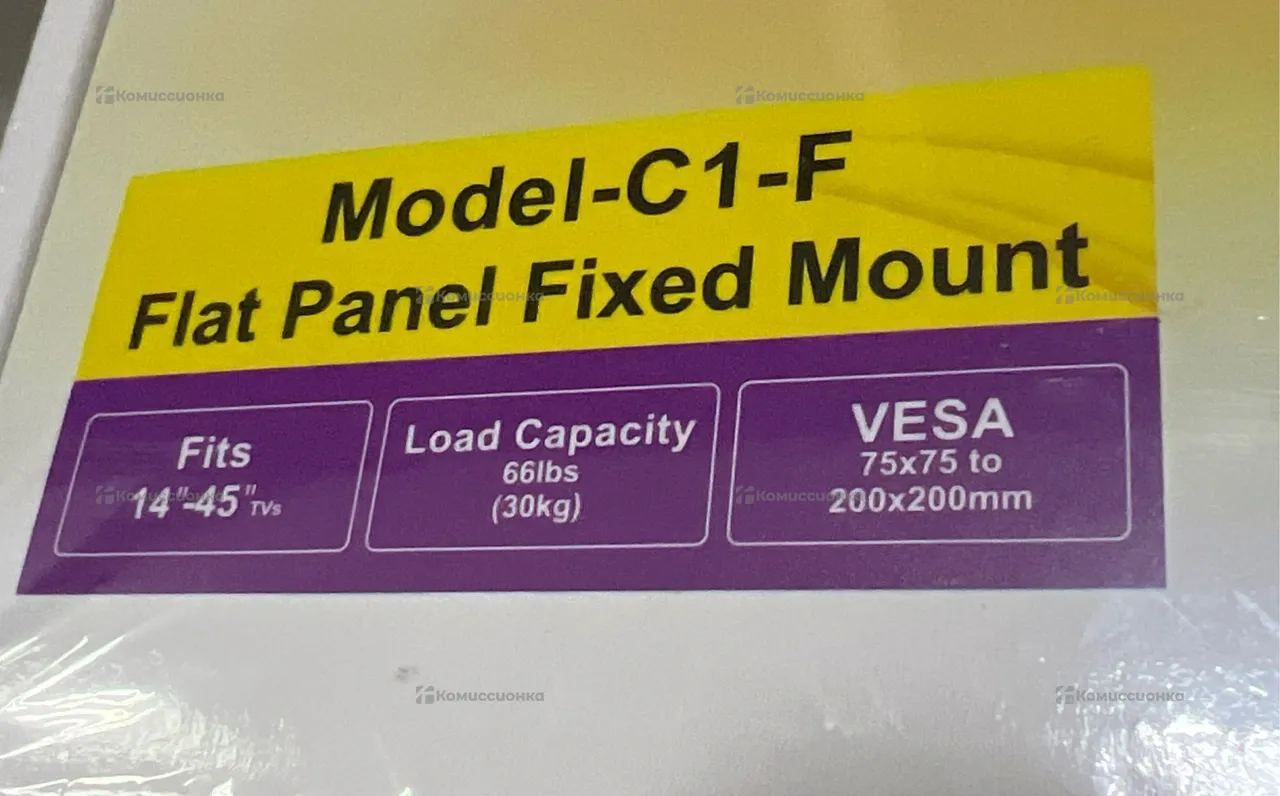 Комиссионка
Комиссионка
Model-C1-F
Flat Panel Fixed Mount
Комиссионка
Комиссионка
Fits
14"-45" TVs
Комиссионка
Load Capacity
66lbs
(30kg)
VESA
75x75 to
200x200mm
Комиссионка
Комиссионка
Комиссионка